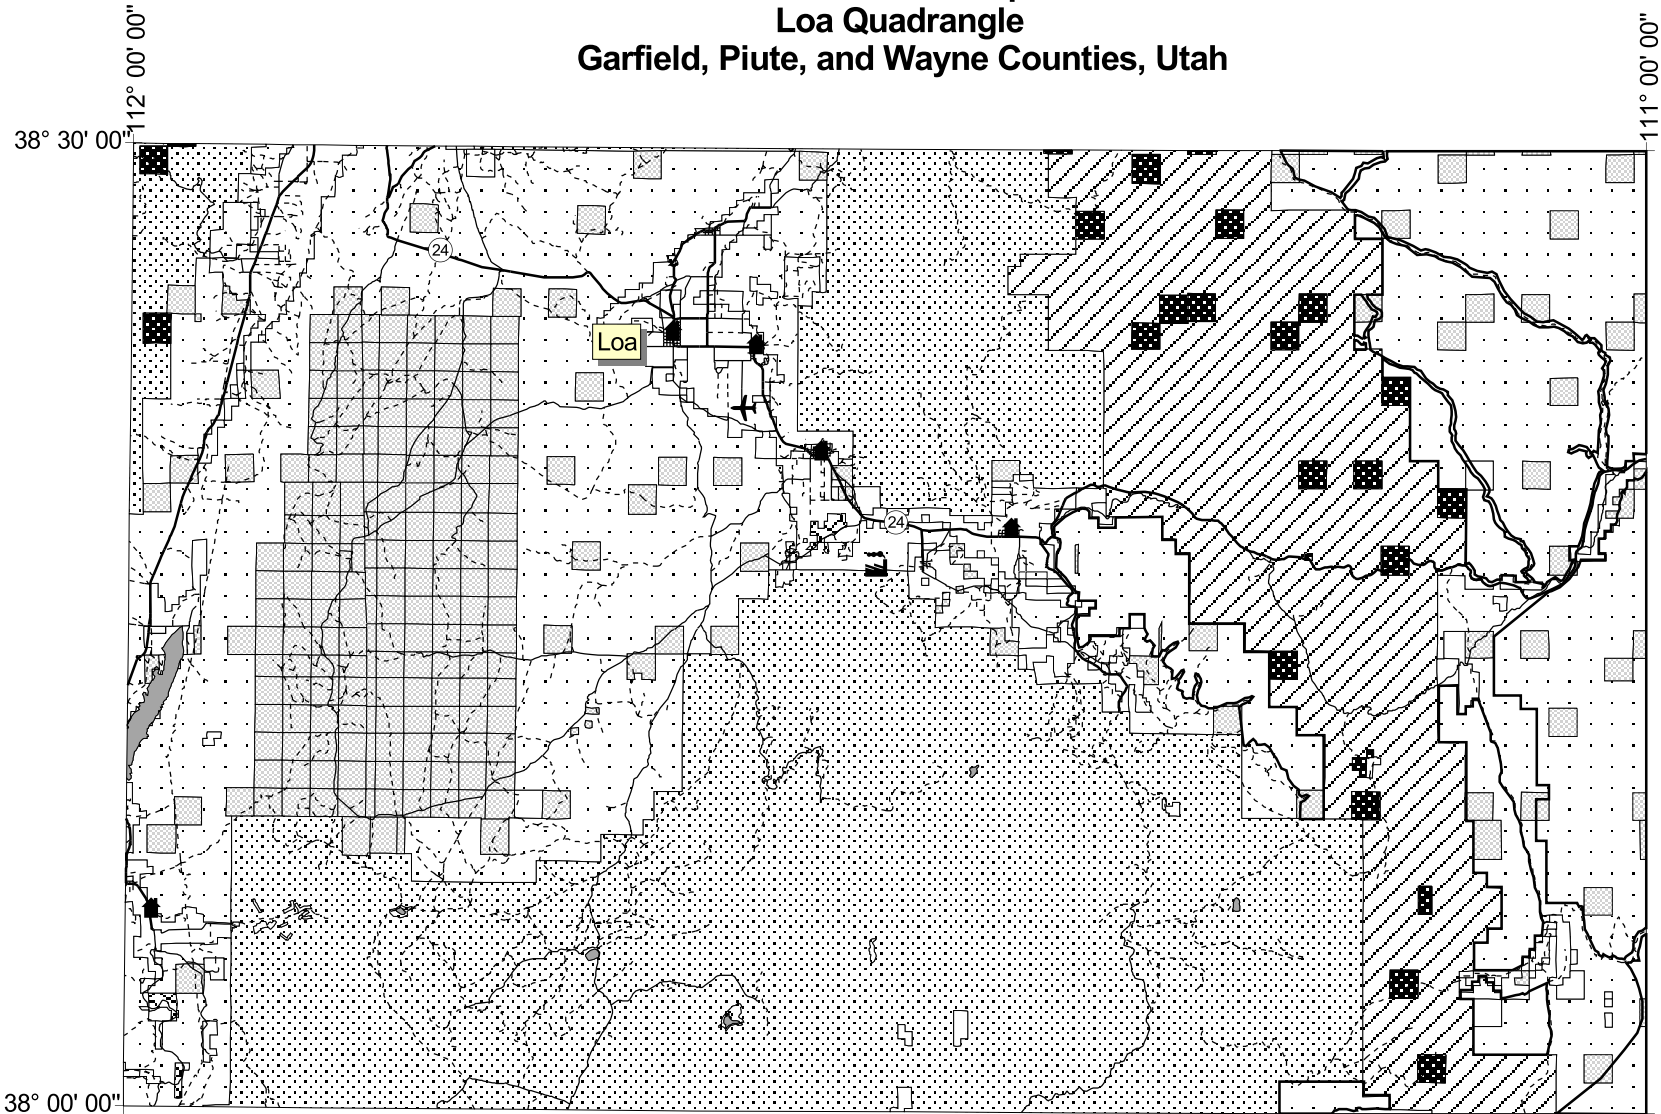 Loa Quadrangle
Garfield, Piute, and Wayne Counties, Utah
112° 00' 00"
111° 00' 00"
38° 30' 00"
24
Loa
24
38° 00' 00"